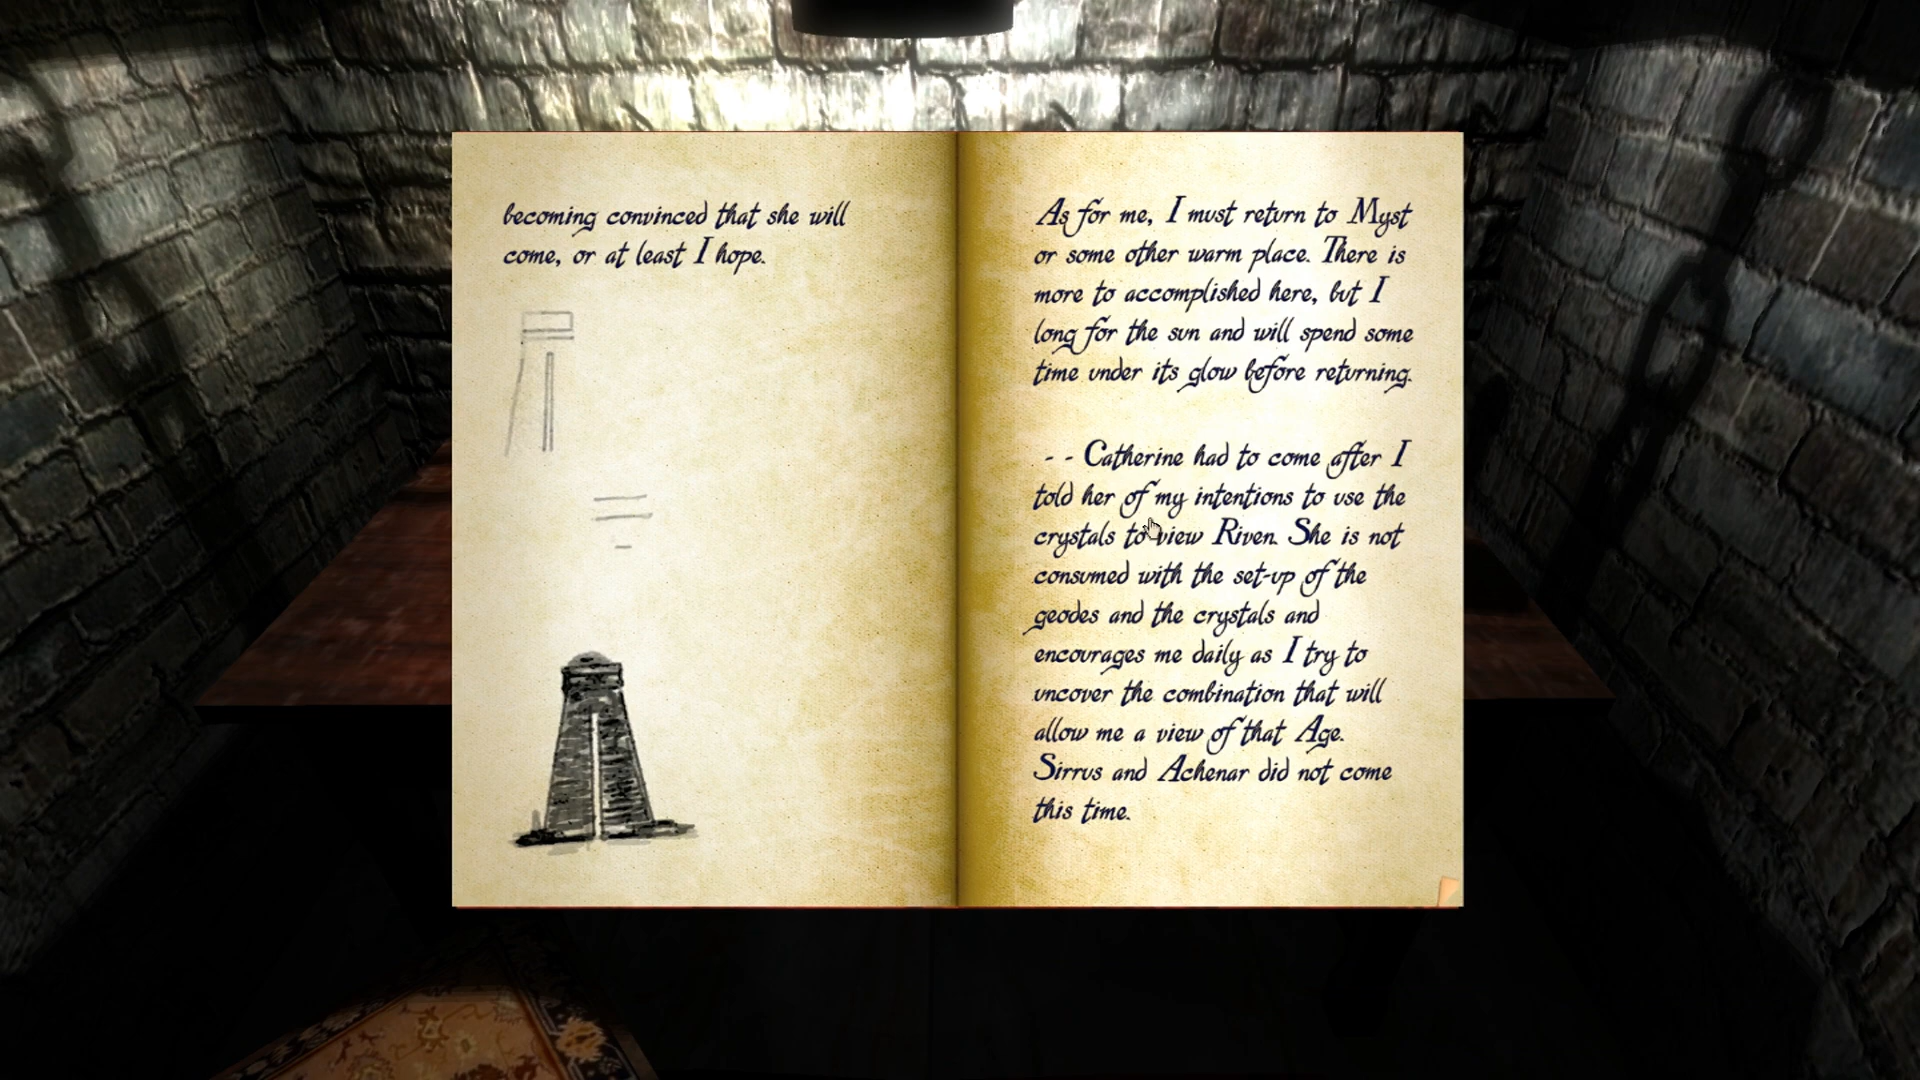 becoming convinced that she will
come, or at least I hope.
As for me, I must return to Myst
or some other warm place. There is
more to accomplished here, but I
long for the sun and will spend some
time under its glow before returning.
- - Catherine had to come after I
told her of my intentions to use the
crystals to view Riven. She is not
consumed with the set-up of the
geodes and the crystals and
encourages me daily as I try to
uncover the combination that will
allow me a view of that Age.
Sirrus and Achenar did not come
this time.